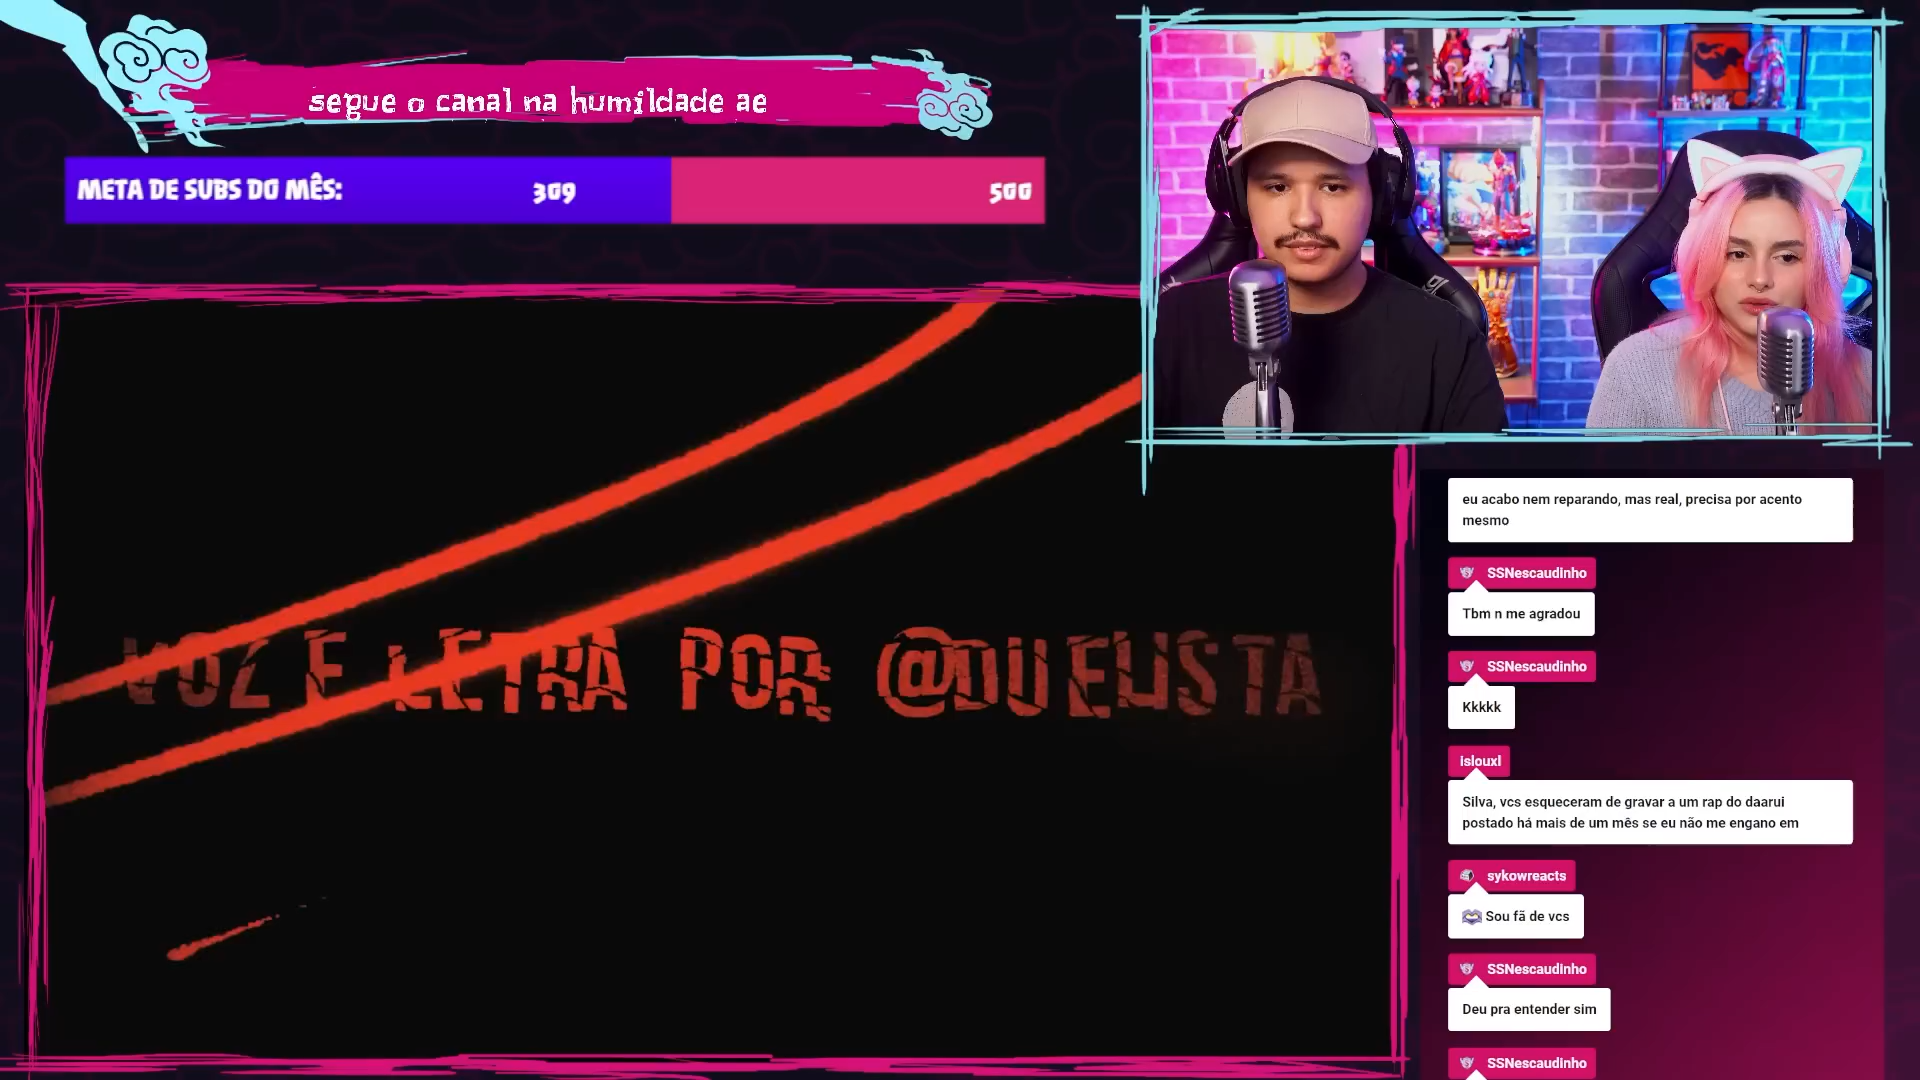 segue o canal na humildade ae
META DE SUBS DO MÊS: 309 500
VOZ E LETRA POR @DUELISTA
eu acabo nem reparando, mas real, precisa por acento
mesmo
SSNescaudinho
Tbm n me agradou
SSNescaudinho
Kkkkk
islouxl
Silva, vcs esqueceram de gravar a um rap do daarui
postado há mais de um mês se eu não me engano em
sykowreacts
Sou fã de vcs
SSNescaudinho
Deu pra entender sim
SSNescaudinho